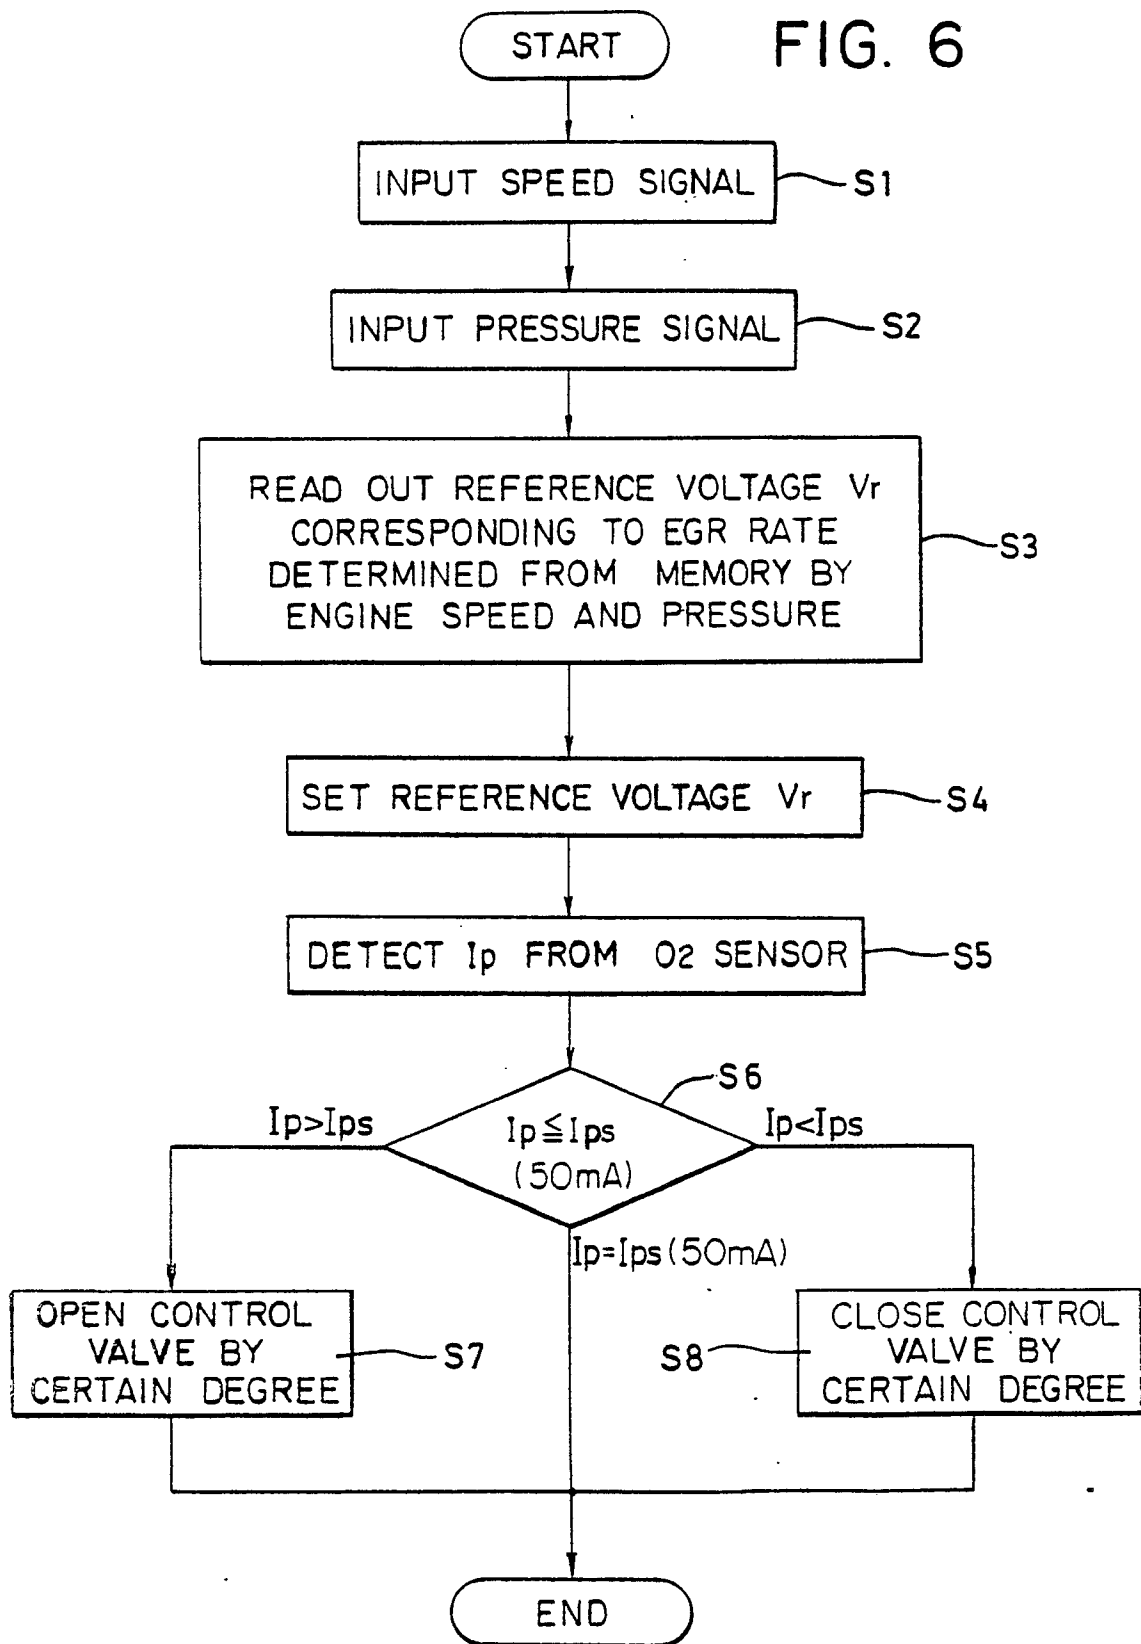 START
FIG. 6
INPUT SPEED SIGNAL
S1
INPUT PRESSURE SIGNAL
S2
READ OUT REFERENCE VOLTAGE Vr
CORRESPONDING TO EGR RATE
DETERMINED FROM MEMORY BY
ENGINE SPEED AND PRESSURE
S3
SET REFERENCE VOLTAGE Vr
S4
DETECT Ip FROM O2 SENSOR
S5
S6
Ip>Ips
Ip≦Ips
(50mA)
Ip<Ips
Ip=Ips(50mA)
OPEN CONTROL
VALVE BY
CERTAIN DEGREE
S7
S8
CLOSE CONTROL
VALVE BY
CERTAIN DEGREE
END